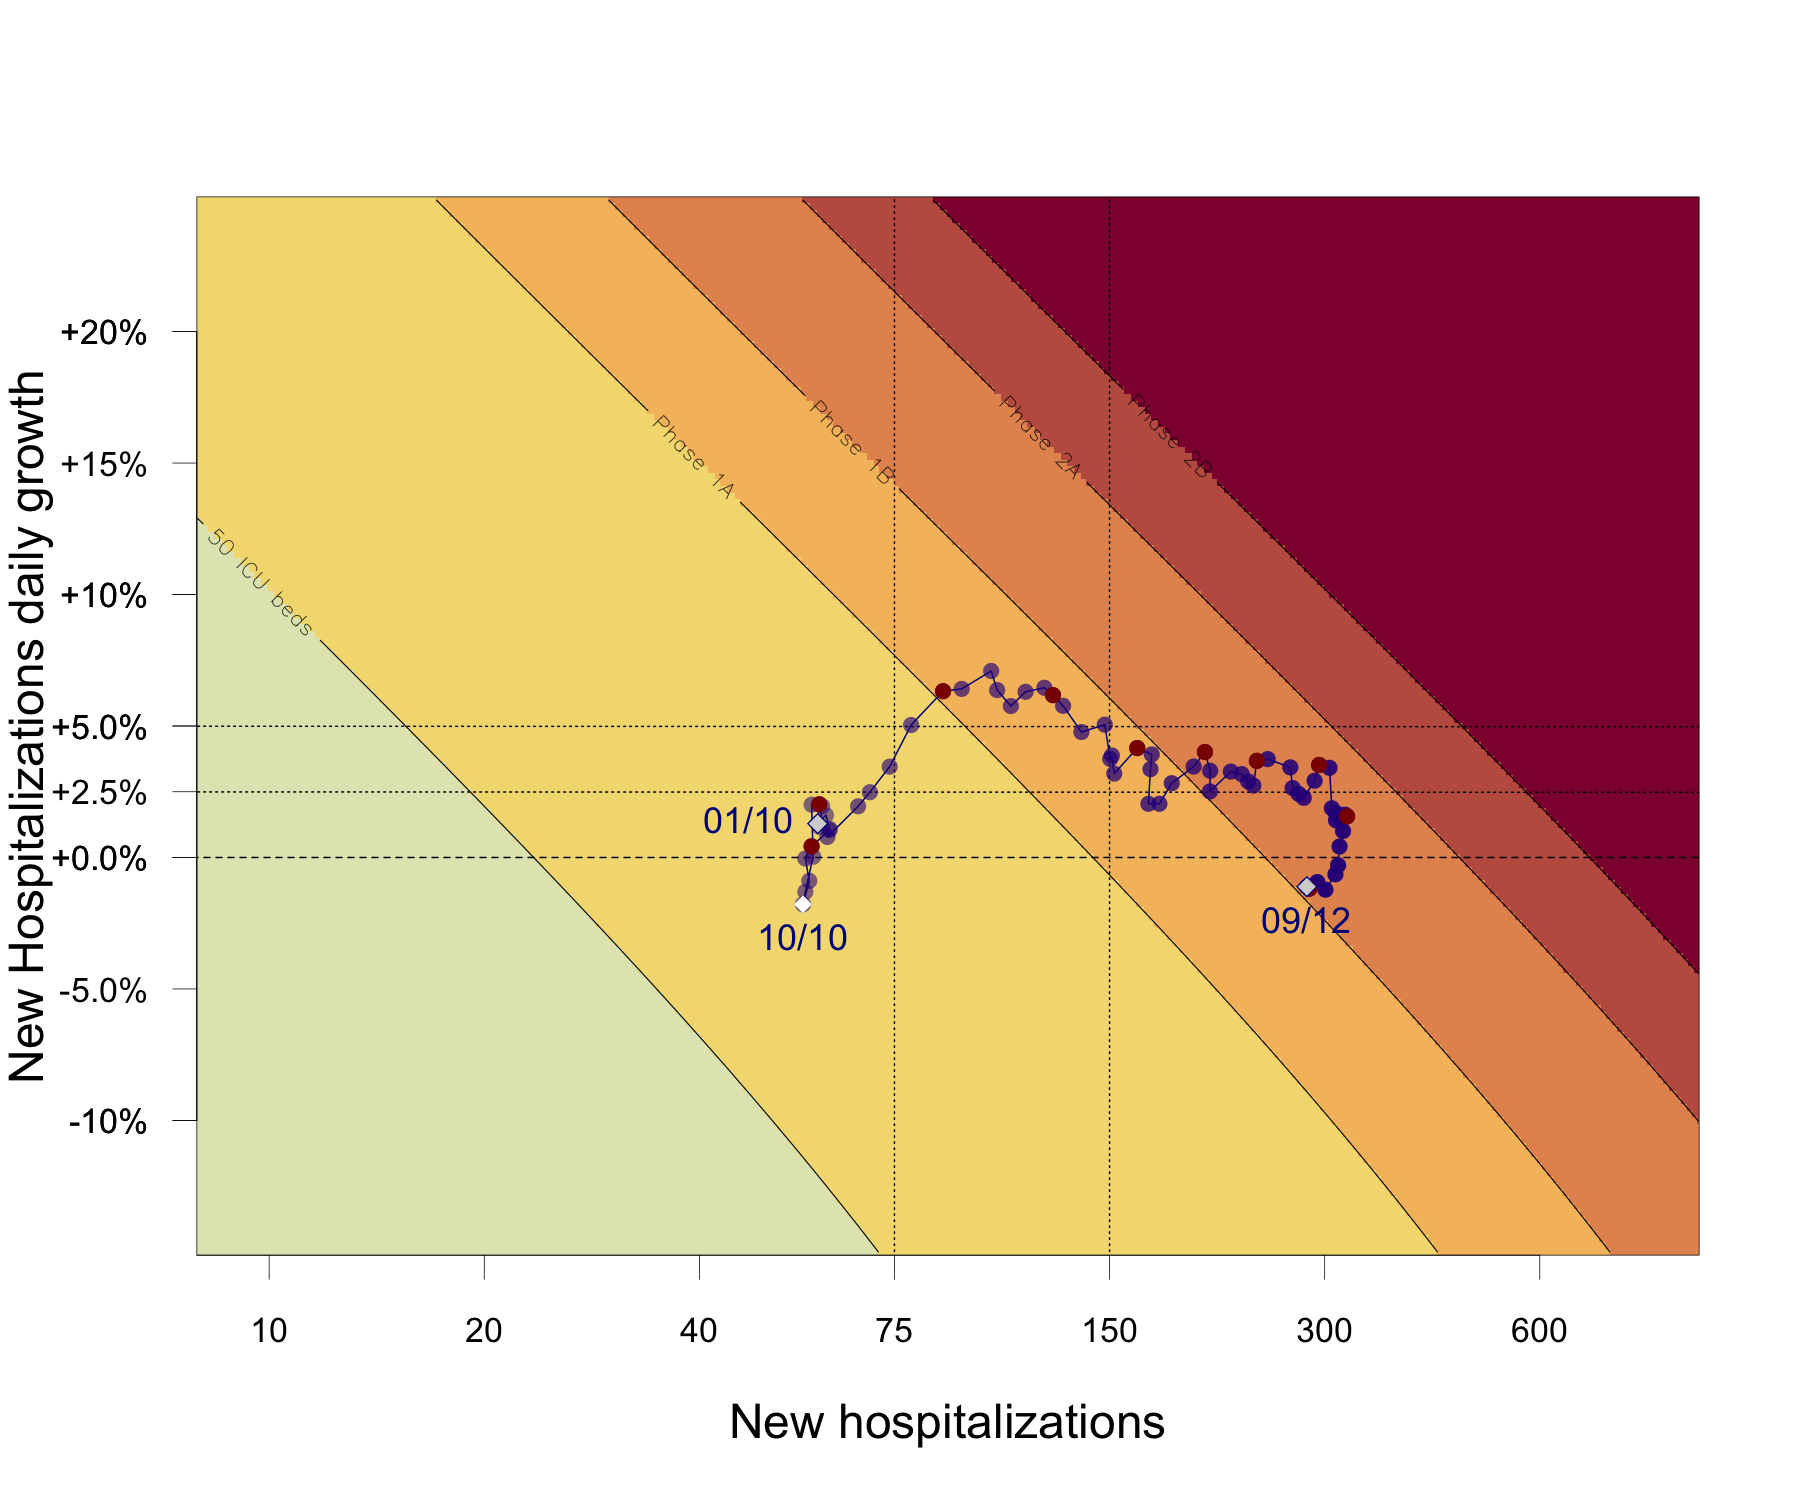 New Hospitalizations daily growth
+20%
+15%
+10%
+5.0%
+2.5%
+0.0%
-5.0%
-10%
50 ICU beds
Phase 1A
Phase 1B
Phase 2A
Phase 2B
01/10
10/10
09/12
10 20 40 75 150 300 600
New hospitalizations